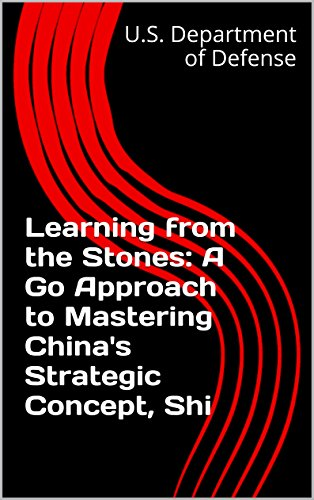 U.S. Department
of Defense
Learning from
the Stones: A
Go Approach
to Mastering
China's
Strategic
Concept, Shi